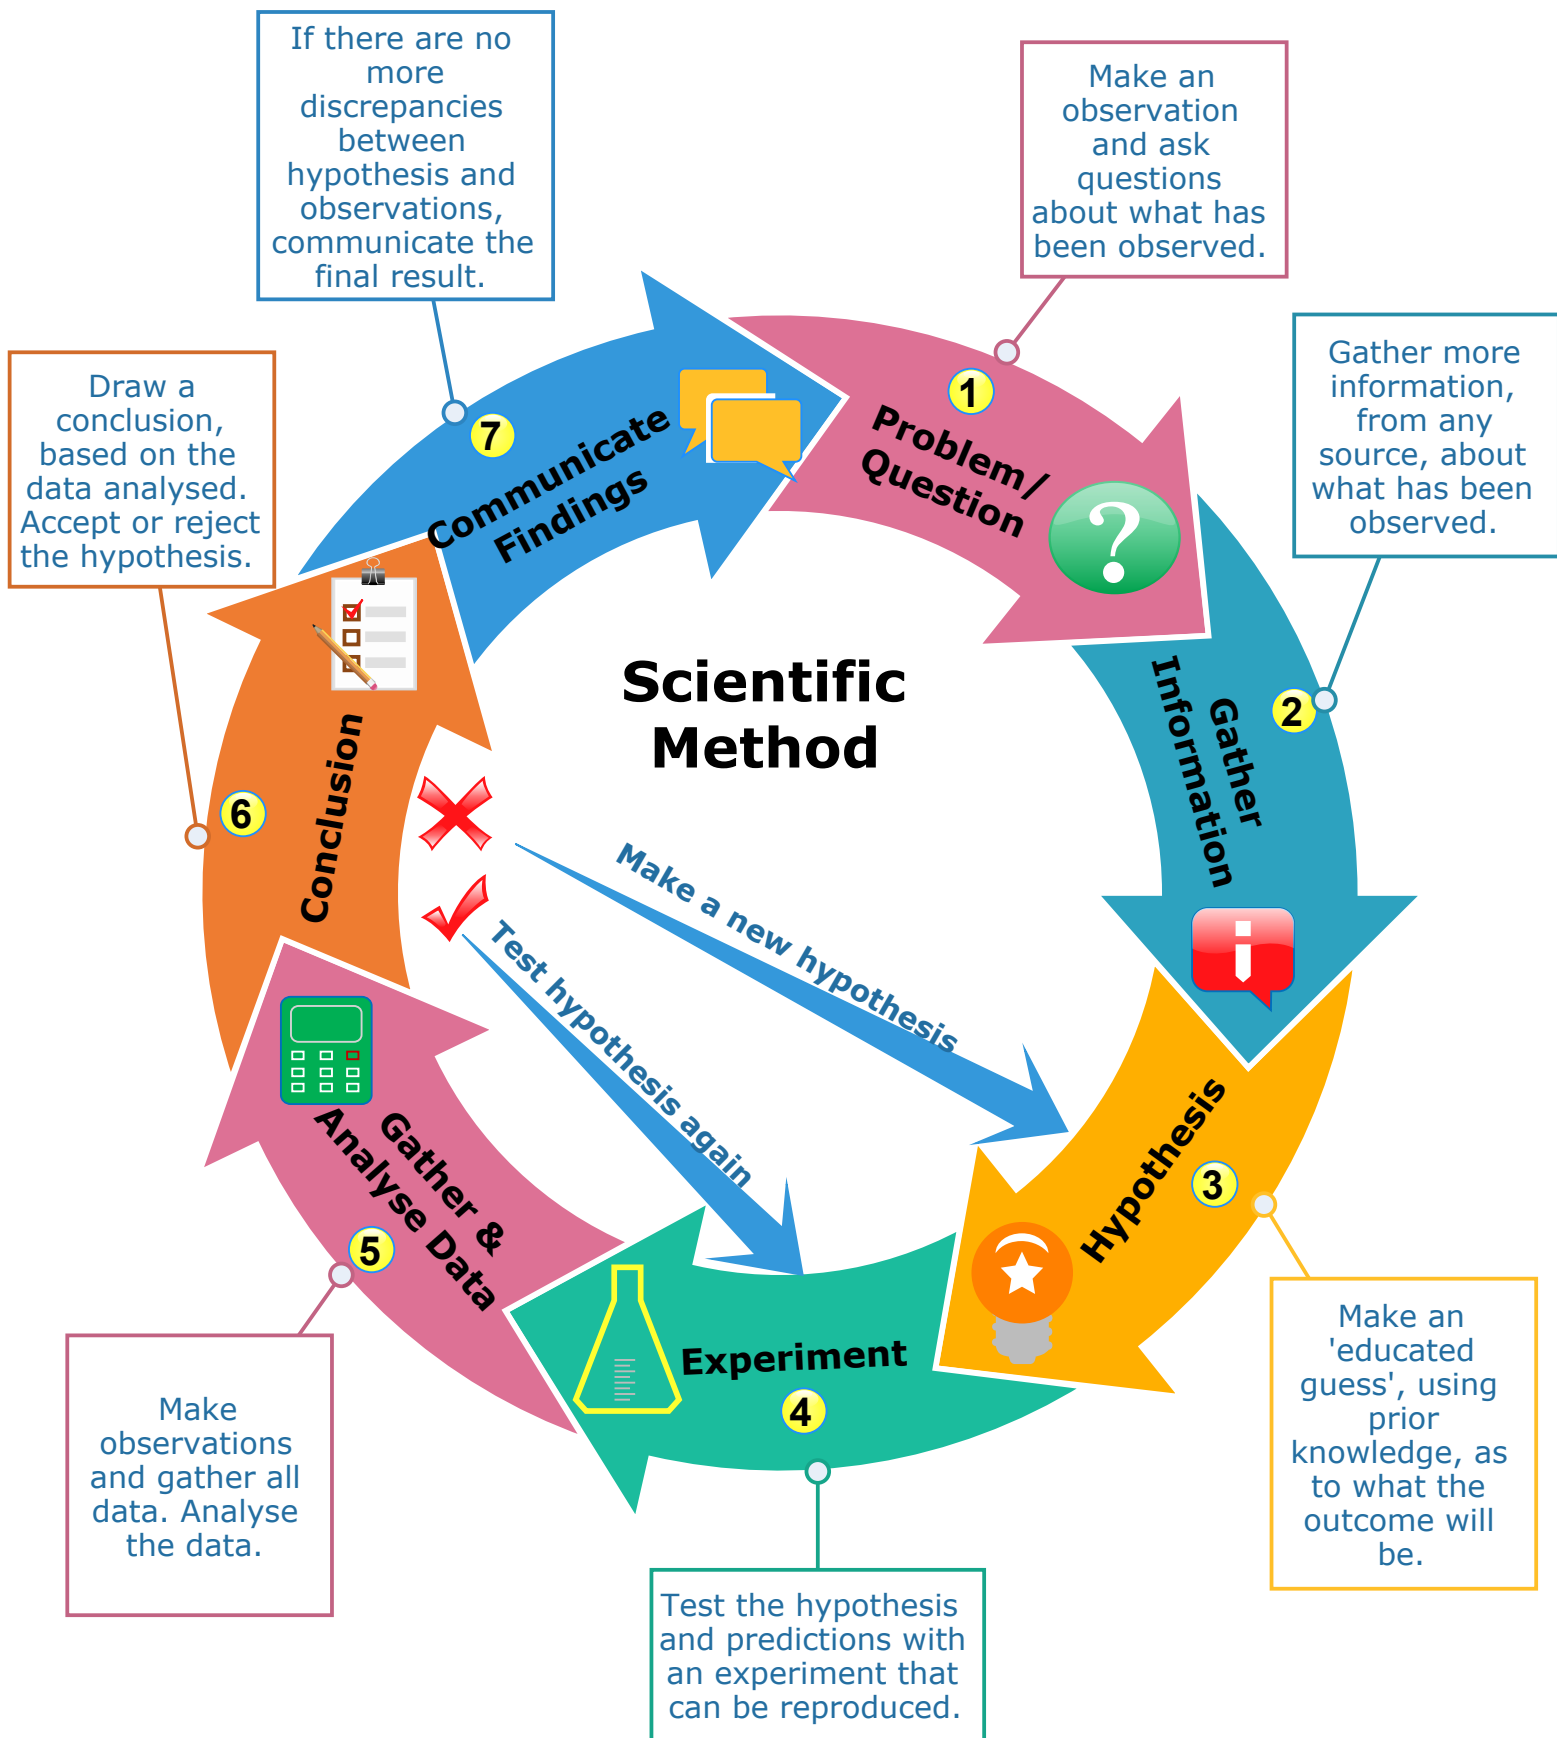 Scientific
Method
1
Problem/
Question
Make an
observation
and ask
questions
about what has
been observed.
2
Gather
Information
Gather more
information,
from any
source, about
what has been
observed.
3
Hypothesis
Make an
'educated
guess', using
prior
knowledge, as
to what the
outcome will
be.
4
Experiment
Test the hypothesis
and predictions with
an experiment that
can be reproduced.
5
Gather &
Analyse Data
Make
observations
and gather all
data. Analyse
the data.
6
Conclusion
Draw a
conclusion,
based on the
data analysed.
Accept or reject
the hypothesis.
Make a new hypothesis
Test hypothesis again
7
Communicate
Findings
If there are no
more
discrepancies
between
hypothesis and
observations,
communicate the
final result.
?
i